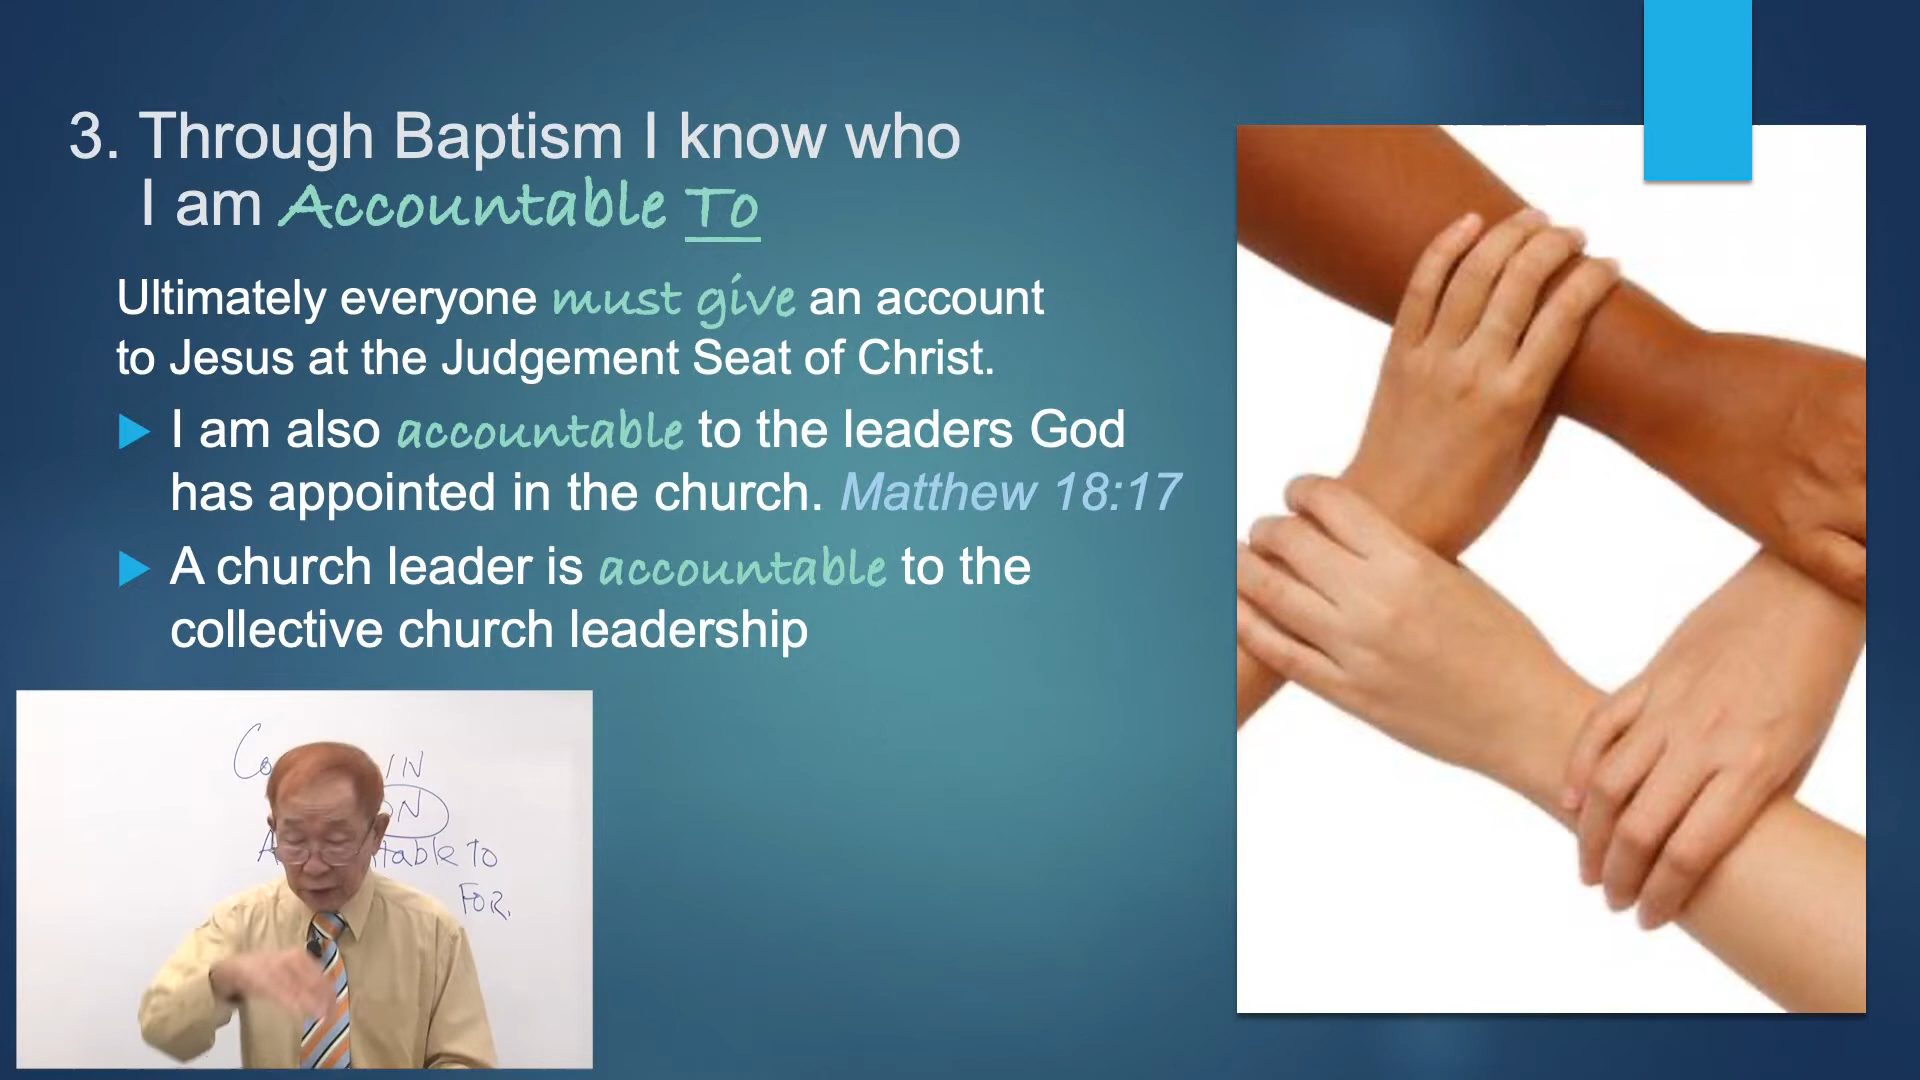 3. Through Baptism I know who
I am Accountable To
Ultimately everyone must give an account
to Jesus at the Judgement Seat of Christ.
I am also accountable to the leaders God
has appointed in the church. Matthew 18:17
A church leader is accountable to the
collective church leadership
Co IN
ON
A table TO
FOR.